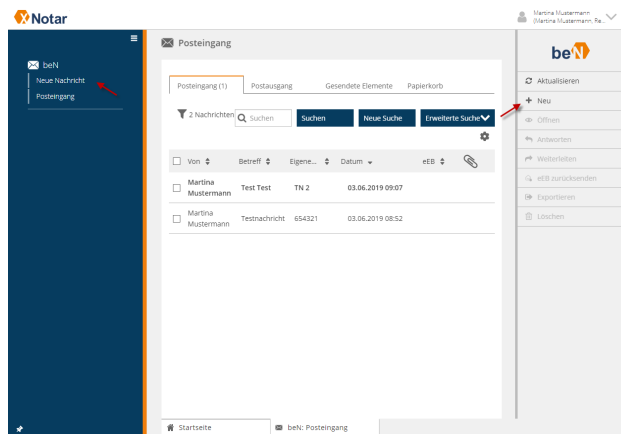 XNotar
Martina Mustermann
(Martina Mustermann, Re...
beN
Neue Nachricht
Posteingang
Posteingang
Posteingang (1)
Postausgang
Gesendete Elemente
Papierkorb
2 Nachrichten
Suchen
Suchen
Neue Suche
Erweiterte Suche
Von
Betreff
Eigene...
Datum
eEB
Martina
Mustermann
Test Test
TN 2
03.06.2019 09:07
Martina
Mustermann
Testnachricht
654321
03.06.2019 08:52
beN
Aktualisieren
Neu
Öffnen
Antworten
Weiterleiten
eEB zurücksenden
Exportieren
Löschen
Startseite
beN: Posteingang